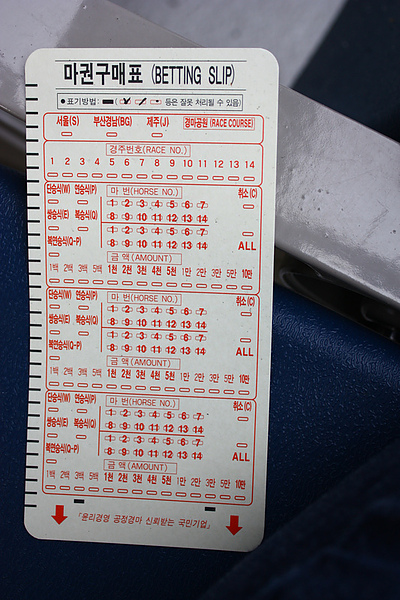 마권구매표 (BETTING SLIP)
● 표기방법: 등은 잘못 처리될 수 있음)
서울(S) 부산경남(BG) 제주(J) 경마공원 (RACE COURSE)
경주번호(RACE NO.)
1 2 3 4 5 6 7 8 9 10 11 12 13 14
단승식(W) 연승식(P) 마 번(HORSE NO.) 취소(C)
1 2 3 4 5 6 7
쌍승식(E) 복승식(Q) 8 9 10 11 12 13 14
1 2 3 4 5 6 7
복연승식(Q-P) 8 9 10 11 12 13 14 ALL
금 액(AMOUNT)
1백 2백 3백 5백 1천 2천 3천 4천 5천 1만 2만 3만 5만 10만
단승식(W) 연승식(P) 마 번(HORSE NO.) 취소(C)
1 2 3 4 5 6 7
쌍승식(E) 복승식(Q) 8 9 10 11 12 13 14
1 2 3 4 5 6 7
복연승식(Q-P) 8 9 10 11 12 13 14 ALL
금 액(AMOUNT)
1백 2백 3백 5백 1천 2천 3천 4천 5천 1만 2만 3만 5만 10만
단승식(W) 연승식(P) 마 번(HORSE NO.) 취소(C)
1 2 3 4 5 6 7
쌍승식(E) 복승식(Q) 8 9 10 11 12 13 14
1 2 3 4 5 6 7
복연승식(Q-P) 8 9 10 11 12 13 14 ALL
금 액(AMOUNT)
1백 2백 3백 5백 1천 2천 3천 4천 5천 1만 2만 3만 5만 10만
「윤리경영 공정경마 신뢰받는 국민기업」